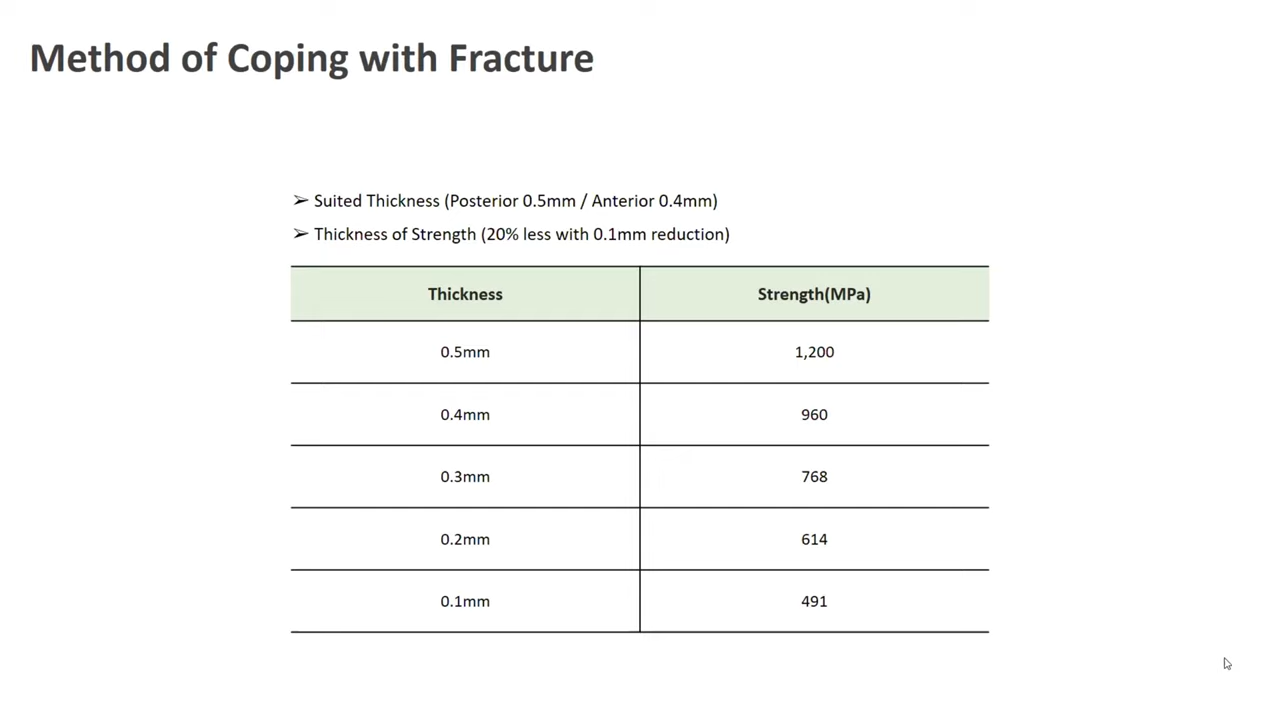 Method of Coping with Fracture
➢ Suited Thickness (Posterior 0.5mm / Anterior 0.4mm)
➢ Thickness of Strength (20% less with 0.1mm reduction)
Thickness Strength(MPa)
0.5mm 1,200
0.4mm 960
0.3mm 768
0.2mm 614
0.1mm 491